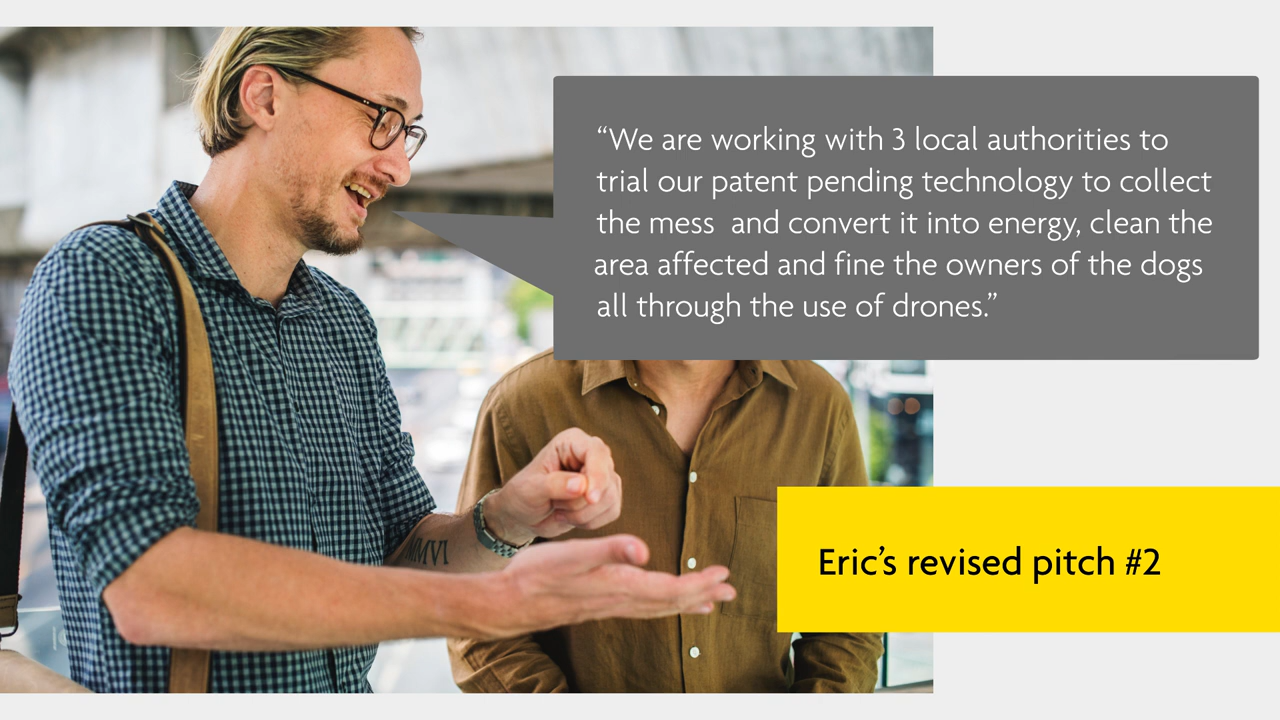 “We are working with 3 local authorities to
trial our patent pending technology to collect
the mess  and convert it into energy, clean the
area affected and fine the owners of the dogs
all through the use of drones.”
MMVI
Eric’s revised pitch #2